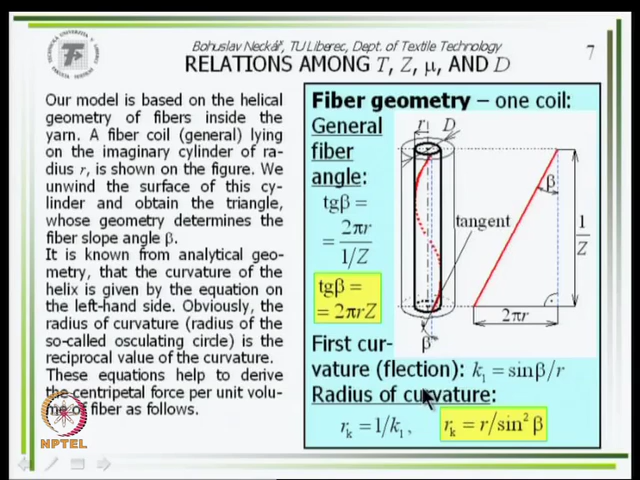 Bohuslav Neckář, TU Liberec, Dept. of Textile Technology
7
RELATIONS AMONG T, Z, μ, AND D
Our model is based on the helical
geometry of fibers inside the
yarn. A fiber coil (general) lying
on the imaginary cylinder of ra-
dius r, is shown on the figure. We
unwind the surface of this cy-
linder and obtain the triangle,
whose geometry determines the
fiber slope angle β.
It is known from analytical geo-
metry, that the curvature of the
helix is given by the equation on
the left-hand side. Obviously, the
radius of curvature (radius of the
so-called osculating circle) is the
reciprocal value of the curvature.
These equations help to derive
the centripetal force per unit volu-
me of fiber as follows.
NPTEL
Fiber geometry – one coil:
General
fiber
angle:
tgβ =
= 2πr / 1/Z
tgβ =
= 2πrZ
r D
tangent
β
β
1/Z
2πr
First cur-
vature (flection): k₁ = sinβ/r
Radius of curvature:
rₖ = 1/k₁, rₖ = r/sin²β